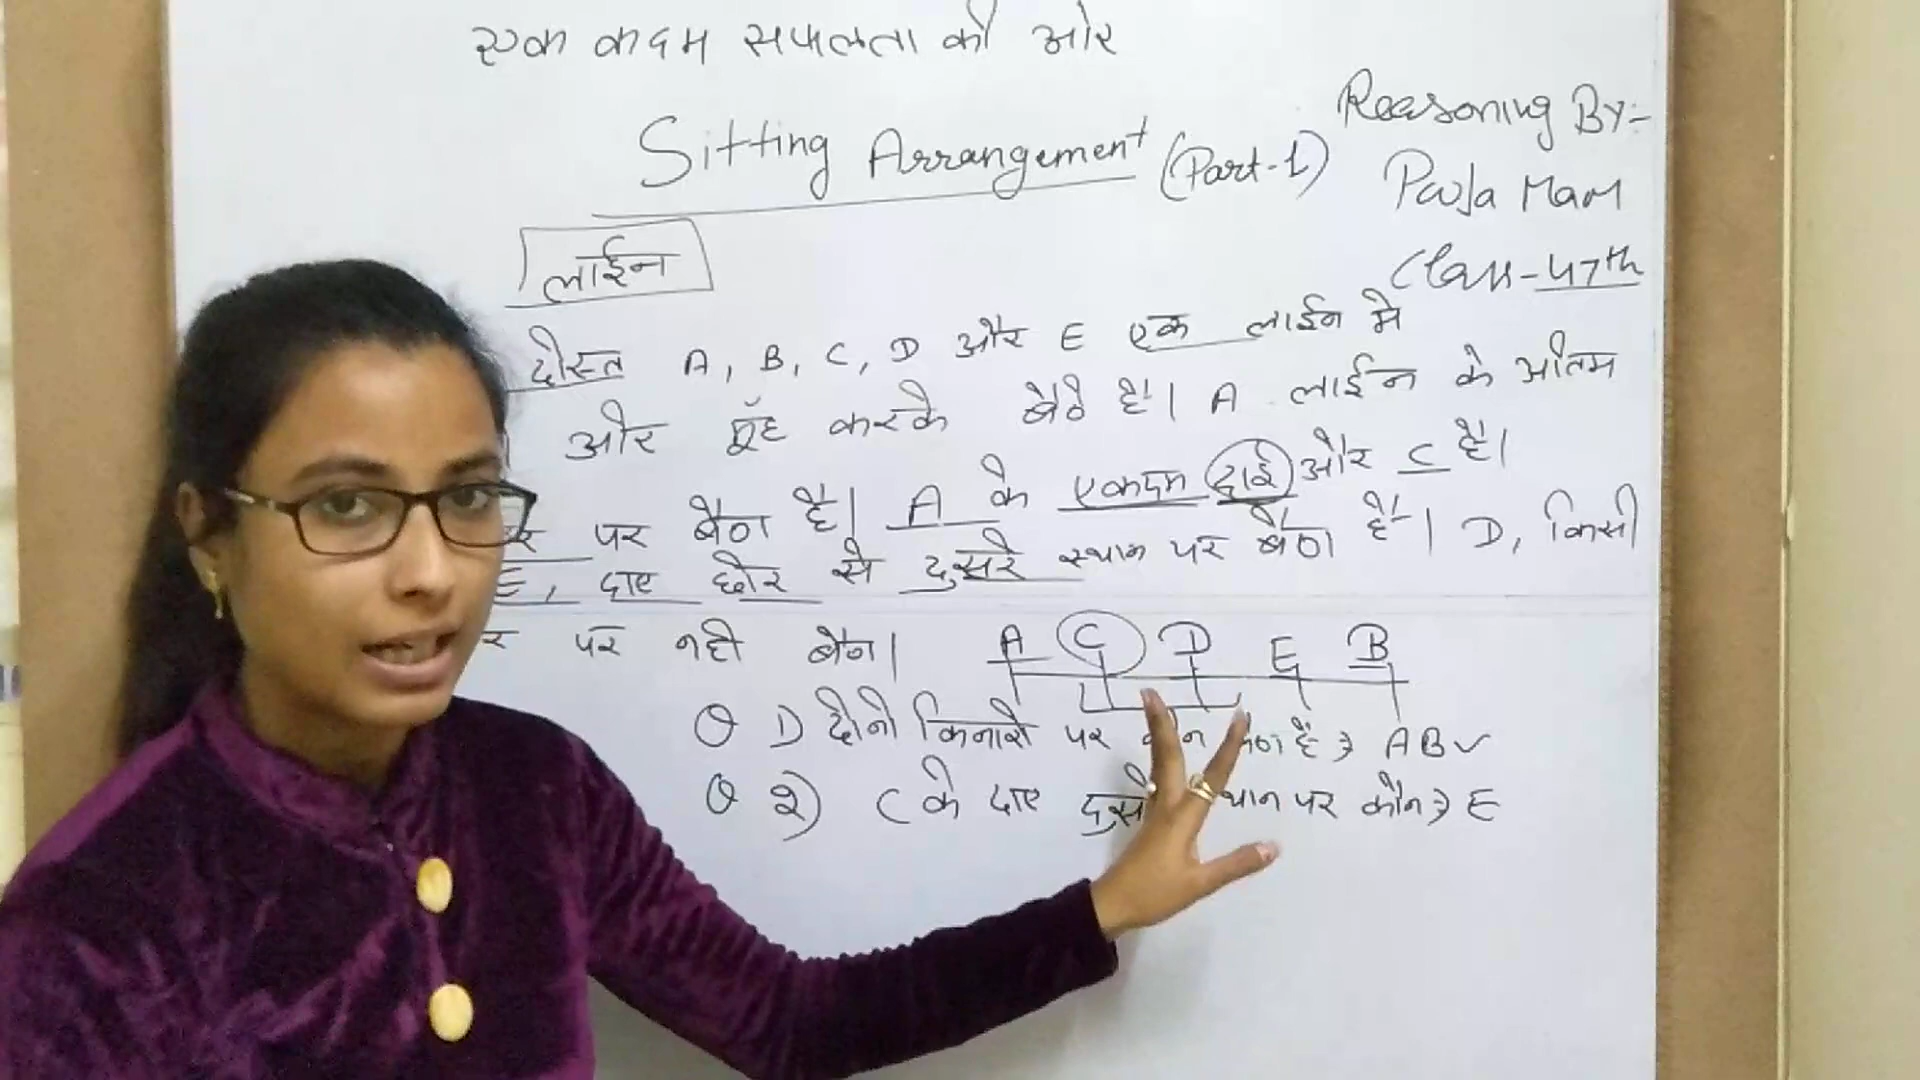 एक कदम सफलता की ओर
Sitting Arrangement (Part-1)
Reasoning By:-
Puja Mam
Class-47th
लाईन
दोस्त A, B, C, D और E एक लाईन मे
और मुँह करके बेठे है। A लाईन के अंतिम
पर बैठा है। A के एकदम दाई और C है।
E, दाए छोर से दुसरे स्थान पर बैठा है। D, किसी
र पर नही बैठा।
A C D E B
Q 1) दोनो किनारो पर बैठा है → AB ✓
Q 2) C के दाए स्थान पर कौन → E